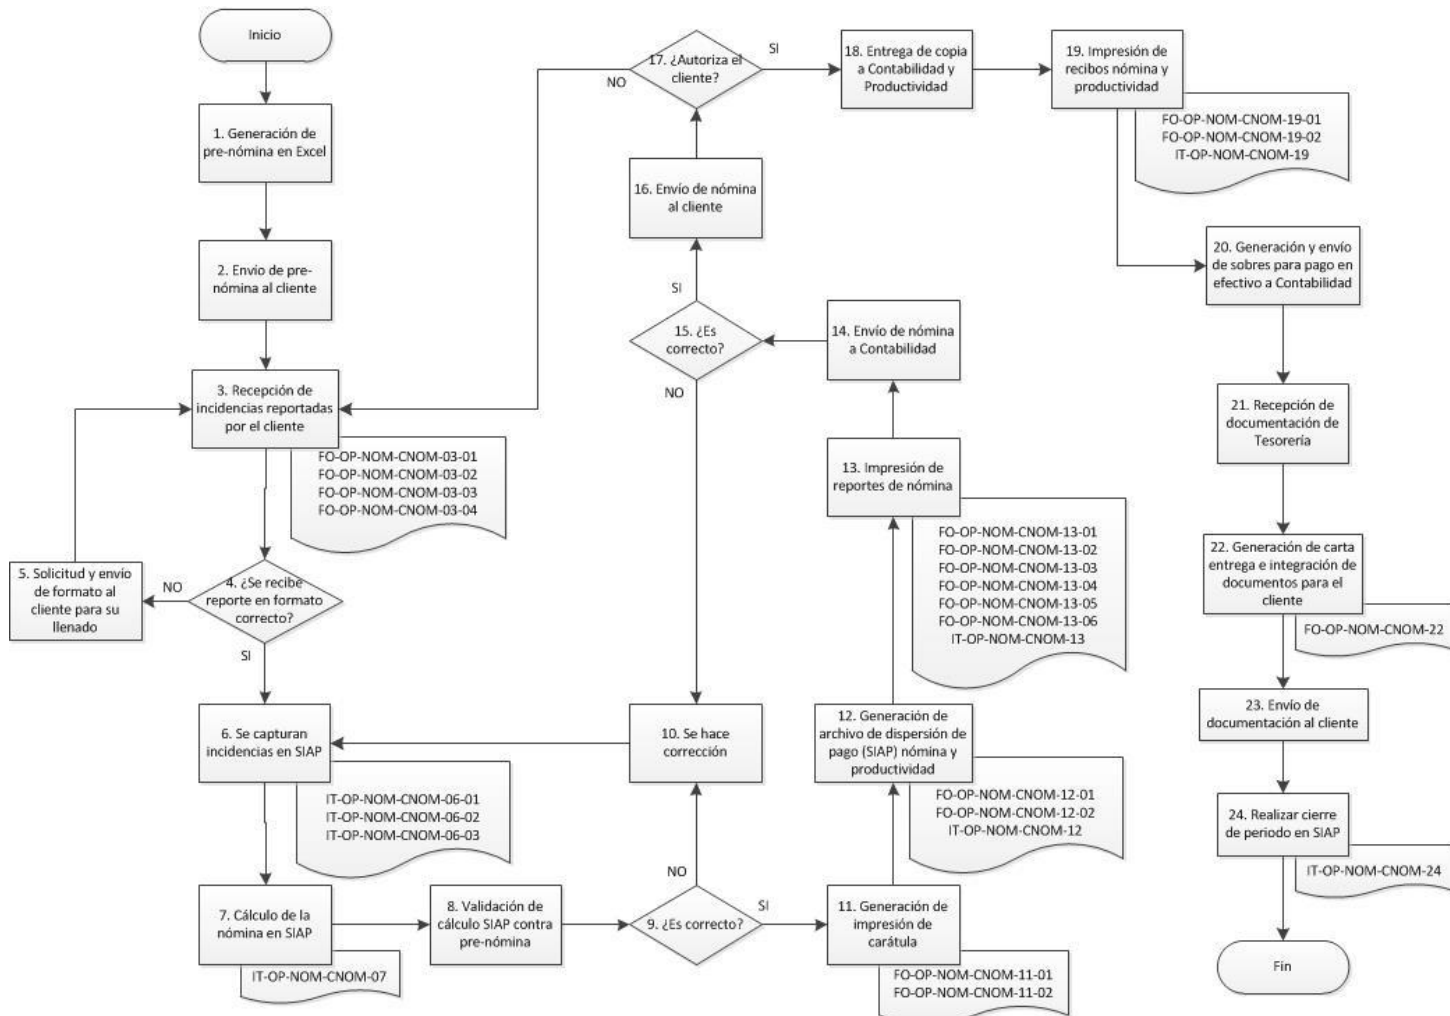 Inicio
1. Generación de
pre-nómina en Excel
2. Envío de pre-
nómina al cliente
3. Recepción de
incidencias reportadas
por el cliente
FO-OP-NOM-CNOM-03-01
FO-OP-NOM-CNOM-03-02
FO-OP-NOM-CNOM-03-03
FO-OP-NOM-CNOM-03-04
4. ¿Se recibe
reporte en formato
correcto?
NO
SI
5. Solicitud y envío
de formato al
cliente para su
llenado
6. Se capturan
incidencias en SIAP
IT-OP-NOM-CNOM-06-01
IT-OP-NOM-CNOM-06-02
IT-OP-NOM-CNOM-06-03
7. Cálculo de la
nómina en SIAP
IT-OP-NOM-CNOM-07
8. Validación de
cálculo SIAP contra
pre-nómina
9. ¿Es correcto?
NO
SI
10. Se hace
corrección
11. Generación de
impresión de
carátula
FO-OP-NOM-CNOM-11-01
FO-OP-NOM-CNOM-11-02
12. Generación de
archivo de dispersión de
pago (SIAP) nómina y
productividad
FO-OP-NOM-CNOM-12-01
FO-OP-NOM-CNOM-12-02
IT-OP-NOM-CNOM-12
13. Impresión de
reportes de nómina
FO-OP-NOM-CNOM-13-01
FO-OP-NOM-CNOM-13-02
FO-OP-NOM-CNOM-13-03
FO-OP-NOM-CNOM-13-04
FO-OP-NOM-CNOM-13-05
FO-OP-NOM-CNOM-13-06
IT-OP-NOM-CNOM-13
14. Envío de nómina
a Contabilidad
15. ¿Es
correcto?
SI
NO
16. Envío de nómina
al cliente
17. ¿Autoriza el
cliente?
NO
SI
18. Entrega de copia
a Contabilidad y
Productividad
19. Impresión de
recibos nómina y
productividad
FO-OP-NOM-CNOM-19-01
FO-OP-NOM-CNOM-19-02
IT-OP-NOM-CNOM-19
20. Generación y envío
de sobres para pago en
efectivo a Contabilidad
21. Recepción de
documentación de
Tesorería
22. Generación de carta
entrega e integración de
documentos para el
cliente
FO-OP-NOM-CNOM-22
23. Envío de
documentación al cliente
24. Realizar cierre
de periodo en SIAP
IT-OP-NOM-CNOM-24
Fin